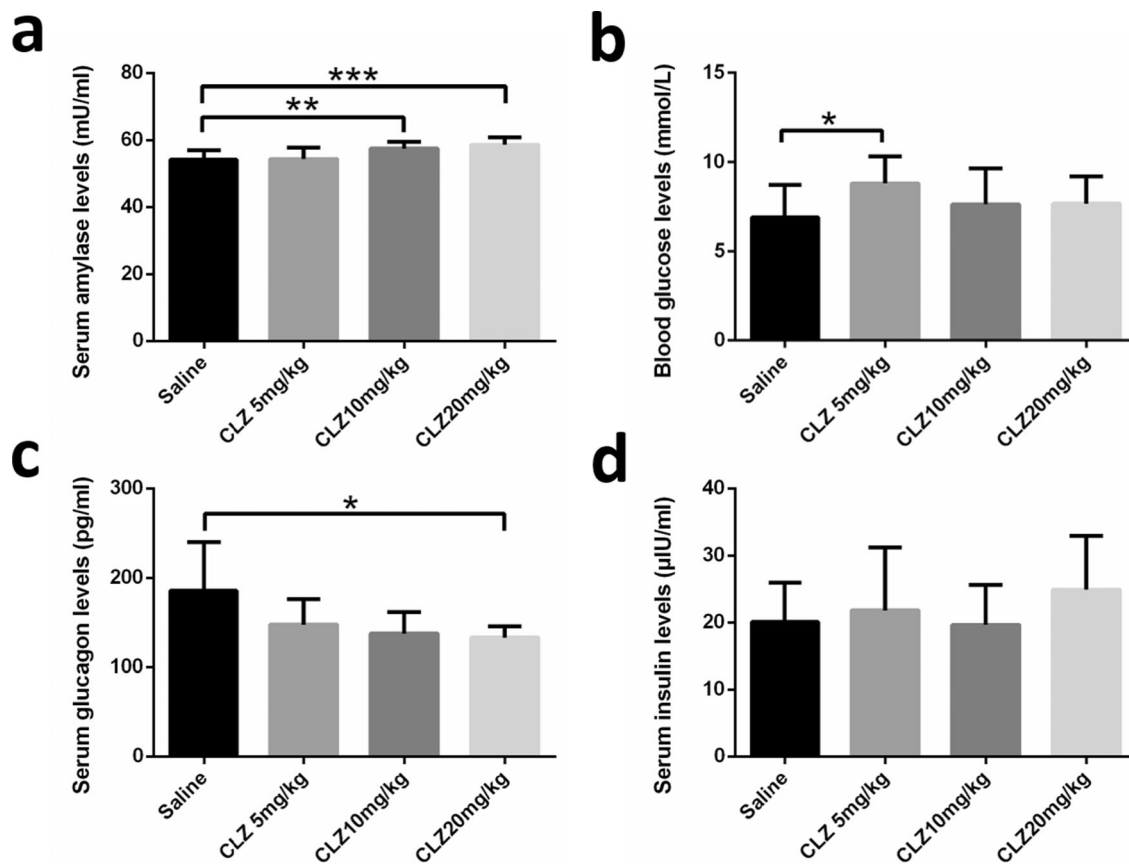 a
Serum amylase levels (mU/ml)
80
60
40
20
0
***
**
Saline
CLZ 5mg/kg
CLZ10mg/kg
CLZ20mg/kg
b
Blood glucose levels (mmol/L)
15
10
5
0
*
Saline
CLZ 5mg/kg
CLZ10mg/kg
CLZ20mg/kg
c
Serum glucagon levels (pg/ml)
300
200
100
0
*
Saline
CLZ 5mg/kg
CLZ10mg/kg
CLZ20mg/kg
d
Serum insulin levels (µIU/ml)
40
30
20
10
0
Saline
CLZ 5mg/kg
CLZ10mg/kg
CLZ20mg/kg